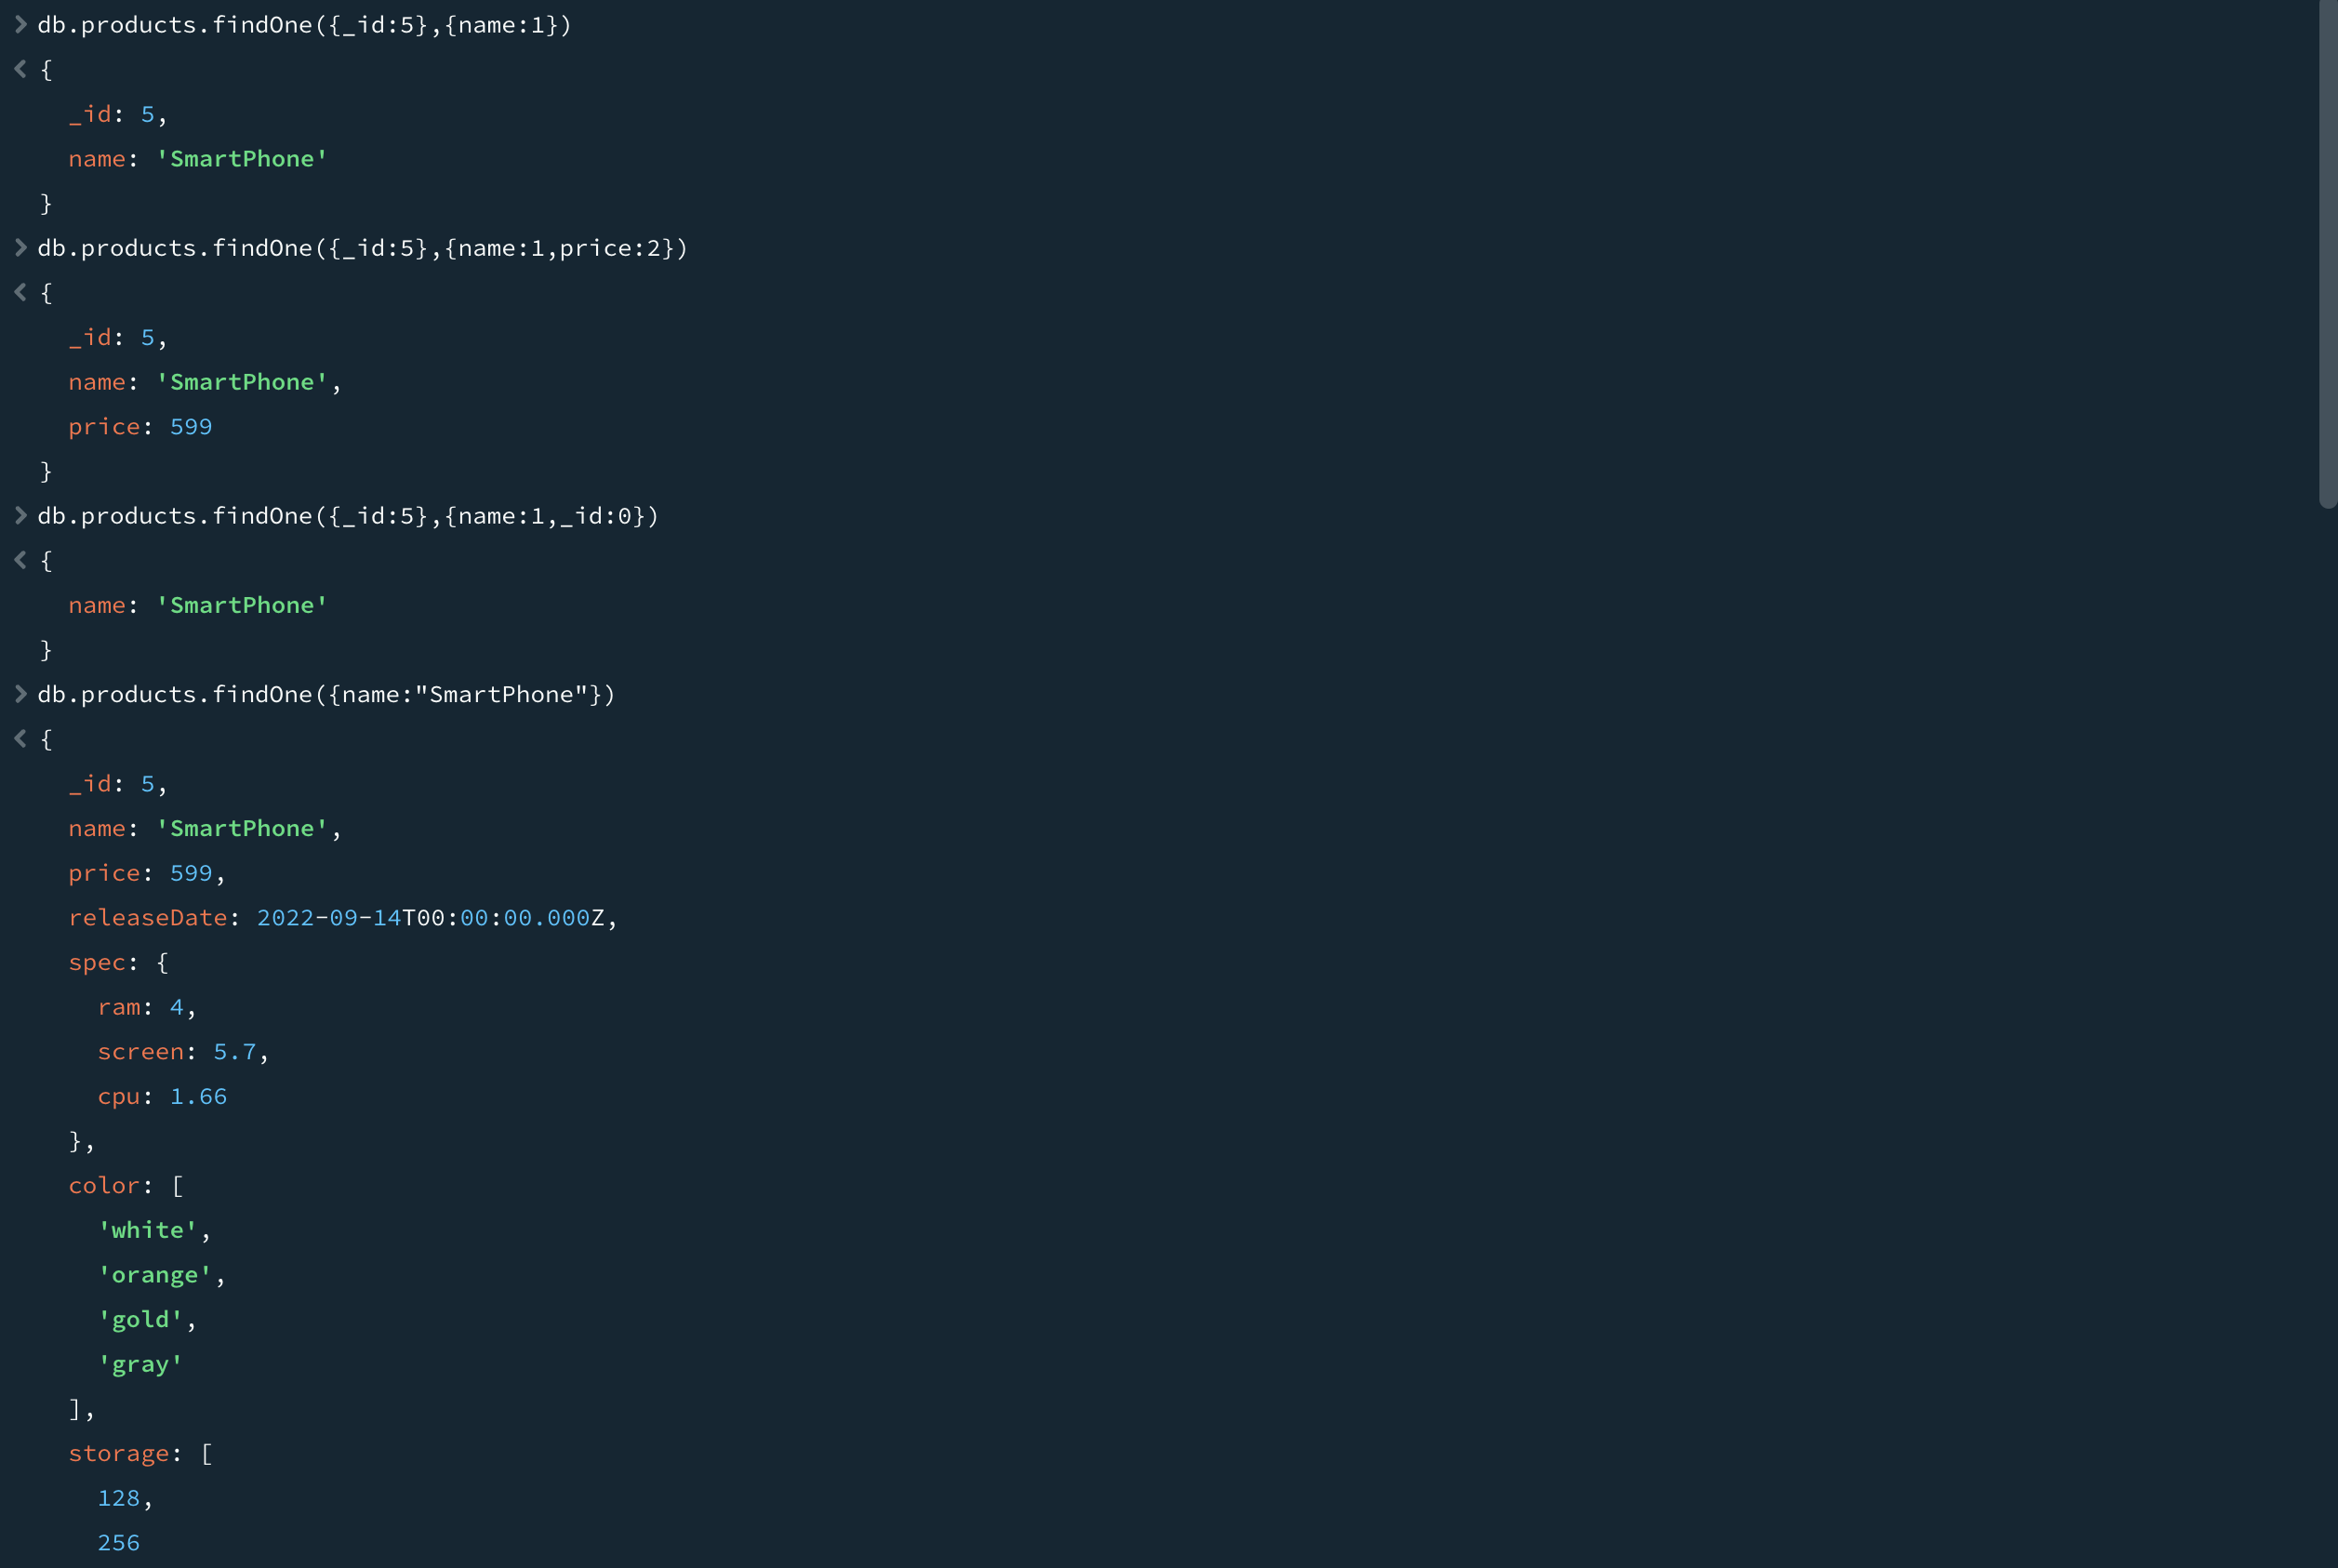 db.products.findOne({_id:5},{name:1})
{
_id: 5,
name: 'SmartPhone'
}
db.products.findOne({_id:5},{name:1,price:2})
{
_id: 5,
name: 'SmartPhone',
price: 599
}
db.products.findOne({_id:5},{name:1,_id:0})
{
name: 'SmartPhone'
}
db.products.findOne({name:"SmartPhone"})
{
_id: 5,
name: 'SmartPhone',
price: 599,
releaseDate: 2022-09-14T00:00:00.000Z,
spec: {
ram: 4,
screen: 5.7,
cpu: 1.66
},
color: [
'white',
'orange',
'gold',
'gray'
],
storage: [
128,
256